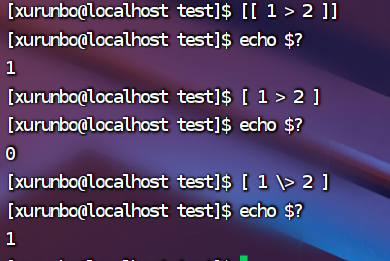 [xurunbo@localhost test]$ [[ 1 > 2 ]]
[xurunbo@localhost test]$ echo $?
1
[xurunbo@localhost test]$ [ 1 > 2 ]
[xurunbo@localhost test]$ echo $?
0
[xurunbo@localhost test]$ [ 1 \> 2 ]
[xurunbo@localhost test]$ echo $?
1